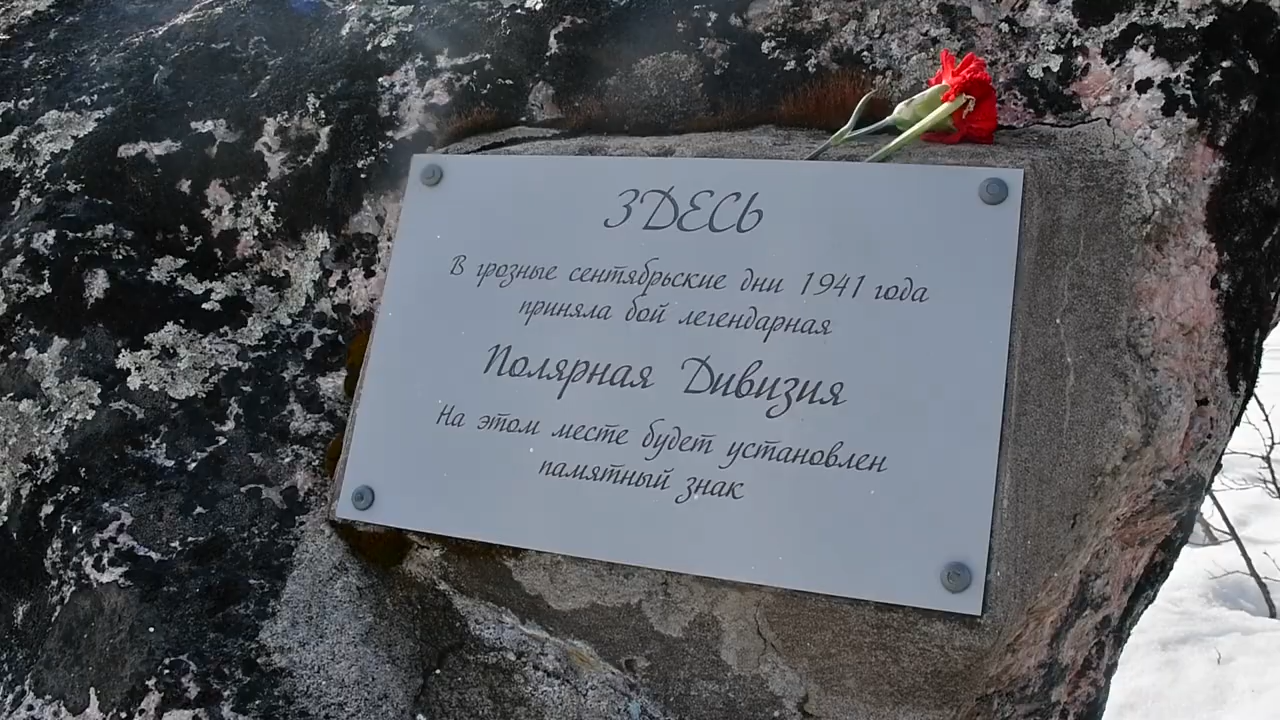 ЗДЕСЬ
В грозные сентябрьские дни 1941 года
приняла бой легендарная
Полярная Дивизия
На этом месте будет установлен
памятный знак